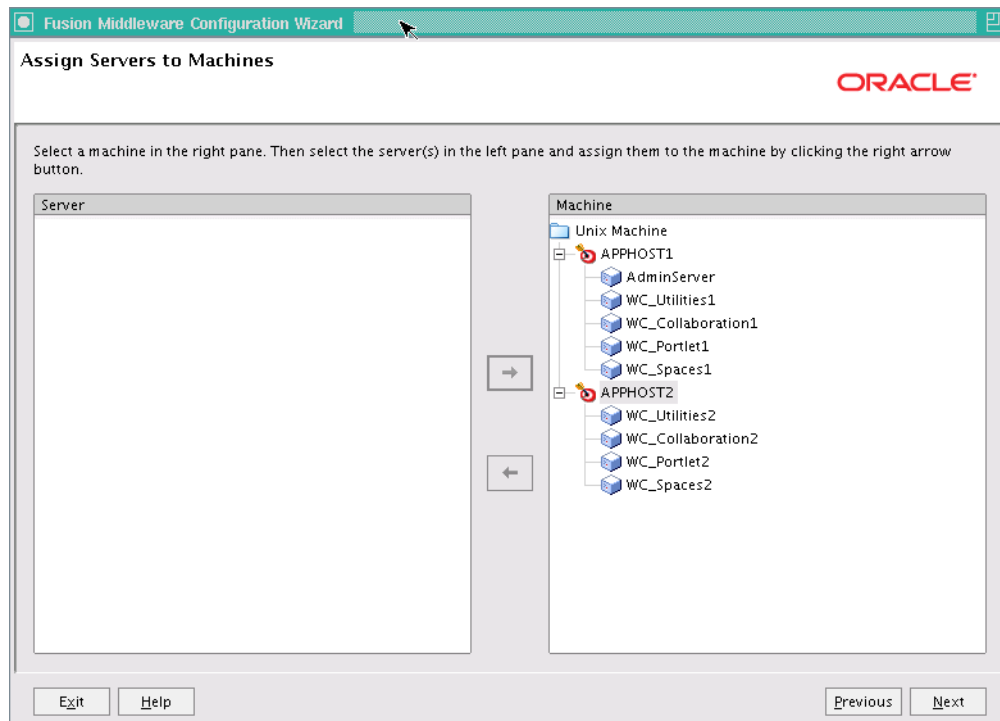 Fusion Middleware Configuration Wizard
Assign Servers to Machines
ORACLE
Select a machine in the right pane. Then select the server(s) in the left pane and assign them to the machine by clicking the right arrow
button.
Server
Machine
Unix Machine
APPHOST1
AdminServer
WC_Utilities1
WC_Collaboration1
WC_Portlet1
WC_Spaces1
APPHOST2
WC_Utilities2
WC_Collaboration2
WC_Portlet2
WC_Spaces2
Exit
Help
Previous
Next